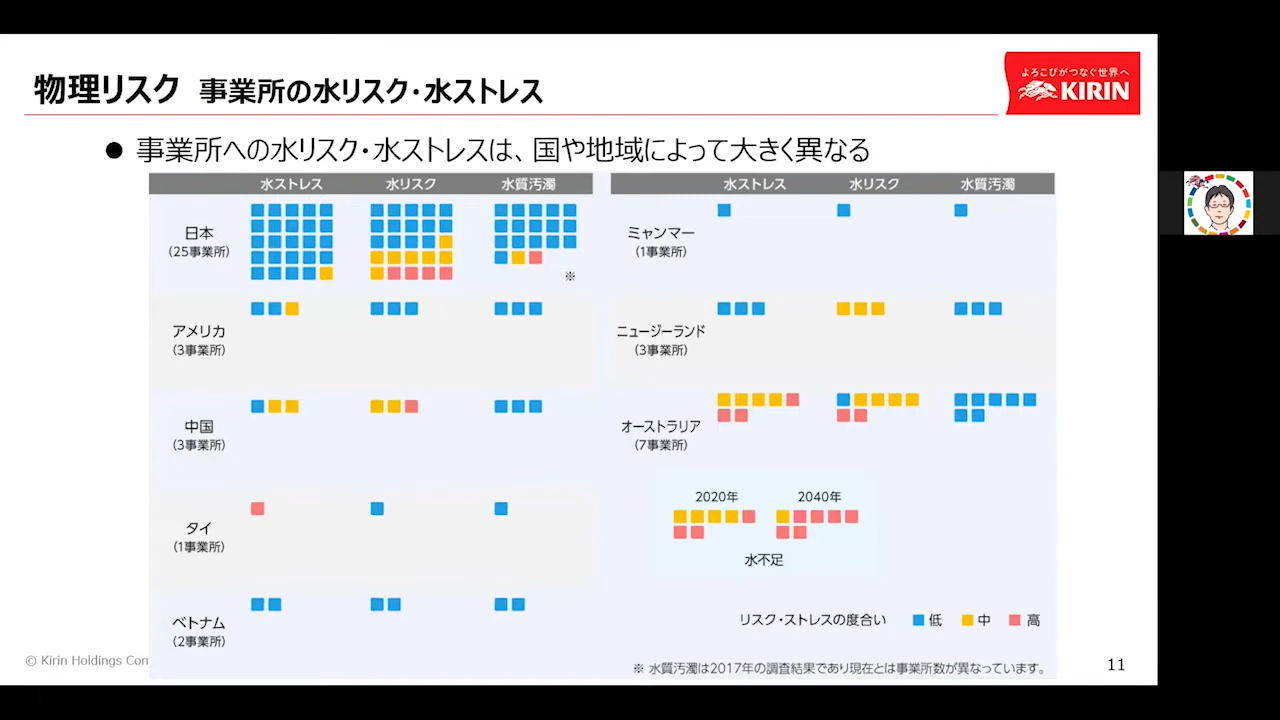 物理リスク 事業所の水リスク・水ストレス
よろこびがつなぐ世界へ
KIRIN
● 事業所への水リスク・水ストレスは、国や地域によって大きく異なる
水ストレス 水リスク 水質汚濁
日本
(25事業所)
※
アメリカ
(3事業所)
中国
(3事業所)
タイ
(1事業所)
ベトナム
(2事業所)
水ストレス 水リスク 水質汚濁
ミャンマー
(1事業所)
ニュージーランド
(3事業所)
オーストラリア
(7事業所)
2020年 2040年
水不足
リスク・ストレスの度合い 低 中 高
※ 水質汚濁は2017年の調査結果であり現在とは事業所数が異なっています。
© Kirin Holdings Com
11